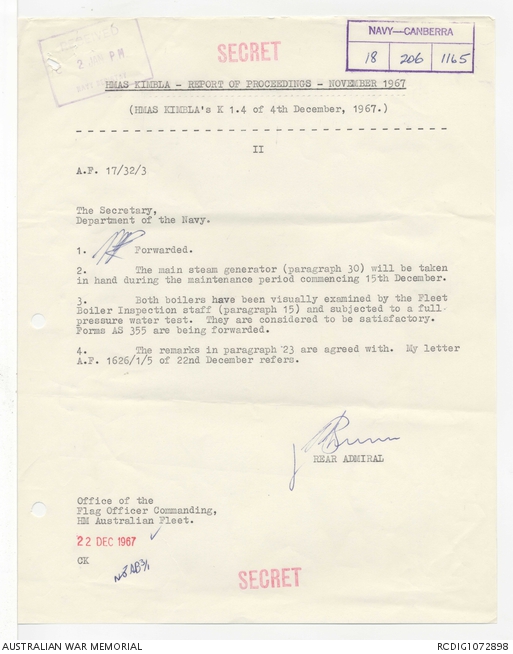 SECRET
NAVY—CANBERRA
18 206 1165
HMAS KIMBLA - REPORT OF PROCEEDINGS - NOVEMBER 1967
(HMAS KIMBLA's K 1.4 of 4th December, 1967.)
II
A.F. 17/32/3
The Secretary,
Department of the Navy.
1. Forwarded.
2. The main steam generator (paragraph 30) will be taken
in hand during the maintenance period commencing 15th December.
3. Both boilers have been visually examined by the Fleet
Boiler Inspection staff (paragraph 15) and subjected to a full-
pressure water test. They are considered to be satisfactory.
Forms AS 355 are being forwarded.
4. The remarks in paragraph 23 are agreed with. My letter
A.F. 1626/1/5 of 22nd December refers.
REAR ADMIRAL
Office of the
Flag Officer Commanding,
HM Australian Fleet.
22 DEC 1967
CK
SECRET
AUSTRALIAN WAR MEMORIAL
RCDIG1072898